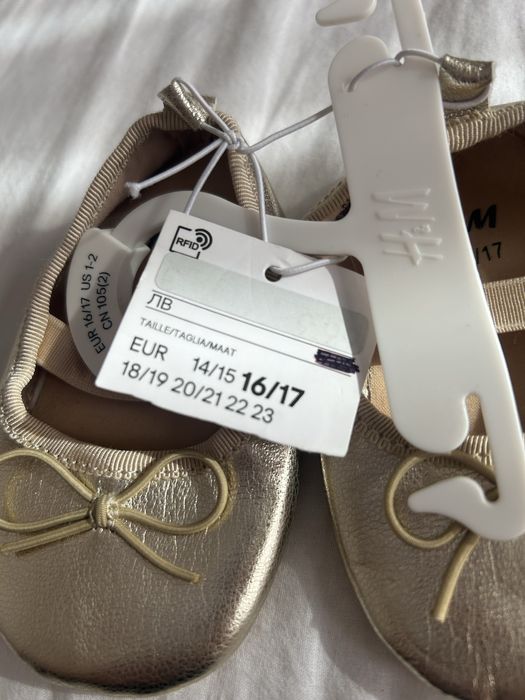 H&M
M
/17
EUR 16/17 US 1-2
CN 105(2)
RFID
ЛВ
TAILLE/TAGLIA/MAAT
EUR 14/15 16/17
18/19 20/21 22 23